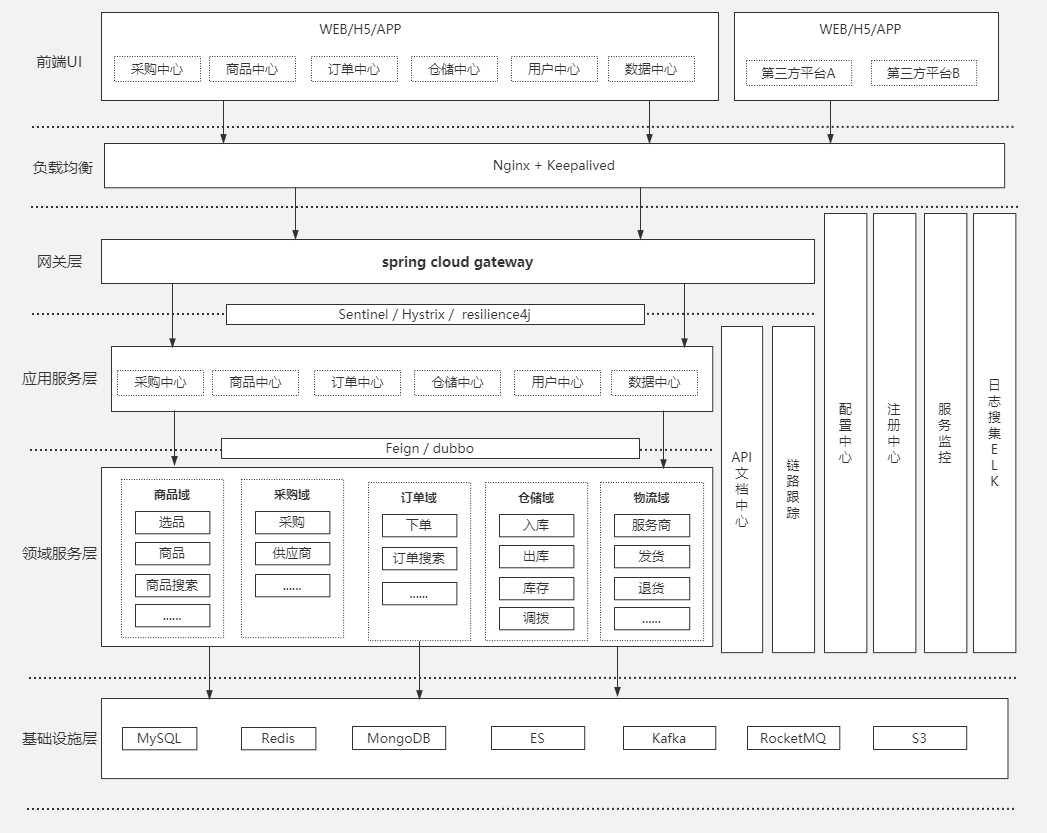 前端UI
WEB/H5/APP
采购中心
商品中心
订单中心
仓储中心
用户中心
数据中心
WEB/H5/APP
第三方平台A
第三方平台B
负载均衡
Nginx + Keepalived
网关层
spring cloud gateway
Sentinel / Hystrix / resilience4j
应用服务层
采购中心
商品中心
订单中心
仓储中心
用户中心
数据中心
Feign / dubbo
领域服务层
商品域
选品
商品
商品搜索
......
采购域
采购
供应商
......
订单域
下单
订单搜索
......
仓储域
入库
出库
库存
调拨
物流域
服务商
发货
退货
......
API文档中心
链路跟踪
配置中心
注册中心
服务监控
日志搜集ELK
基础设施层
MySQL
Redis
MongoDB
ES
Kafka
RocketMQ
S3